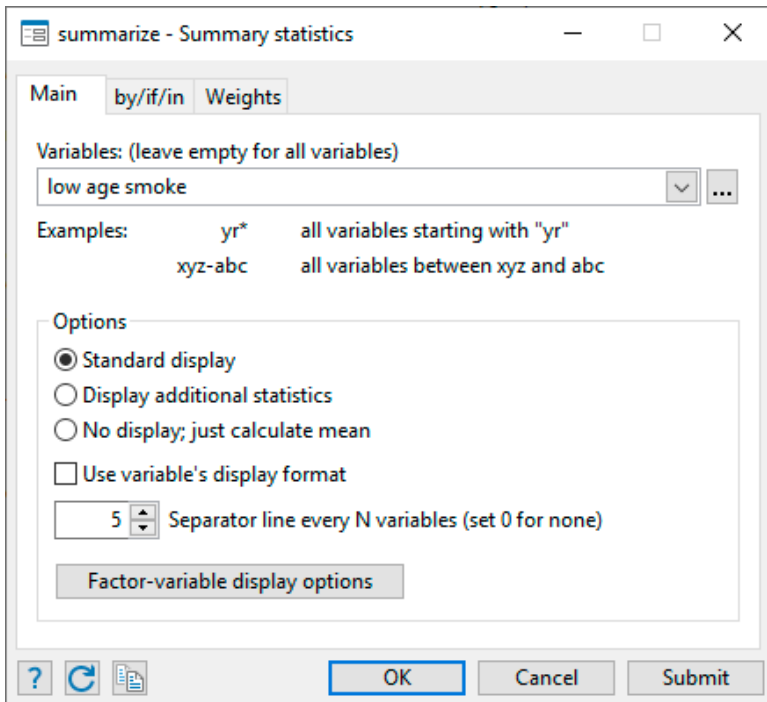 summarize - Summary statistics
Main by/if/in Weights
Variables: (leave empty for all variables)
low age smoke
...
Examples: yr* all variables starting with "yr"
xyz-abc all variables between xyz and abc
Options
Standard display
Display additional statistics
No display; just calculate mean
Use variable's display format
5 Separator line every N variables (set 0 for none)
Factor-variable display options
? OK Cancel Submit